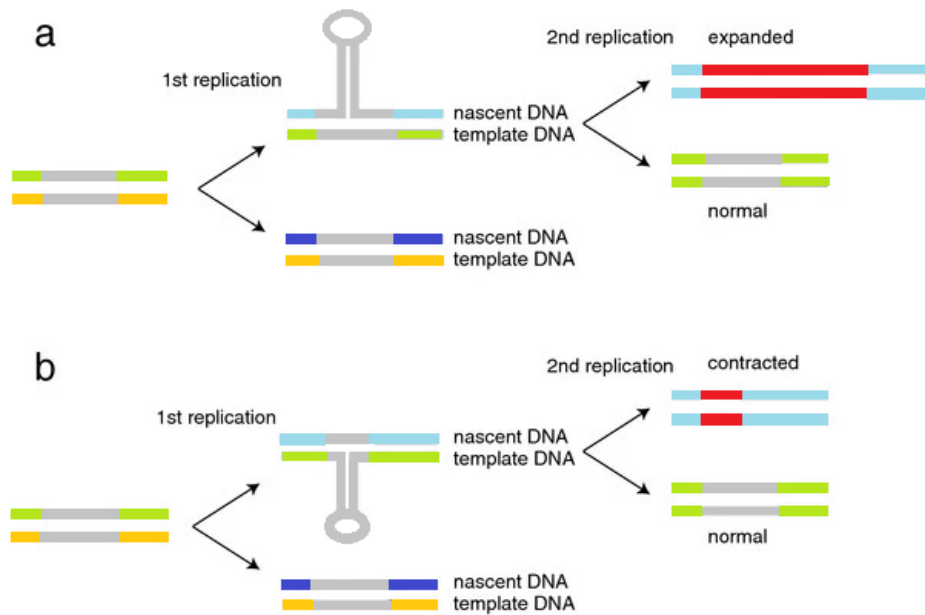 a
1st replication
nascent DNA
template DNA
nascent DNA
template DNA
2nd replication
expanded
normal
b
1st replication
nascent DNA
template DNA
nascent DNA
template DNA
2nd replication
contracted
normal